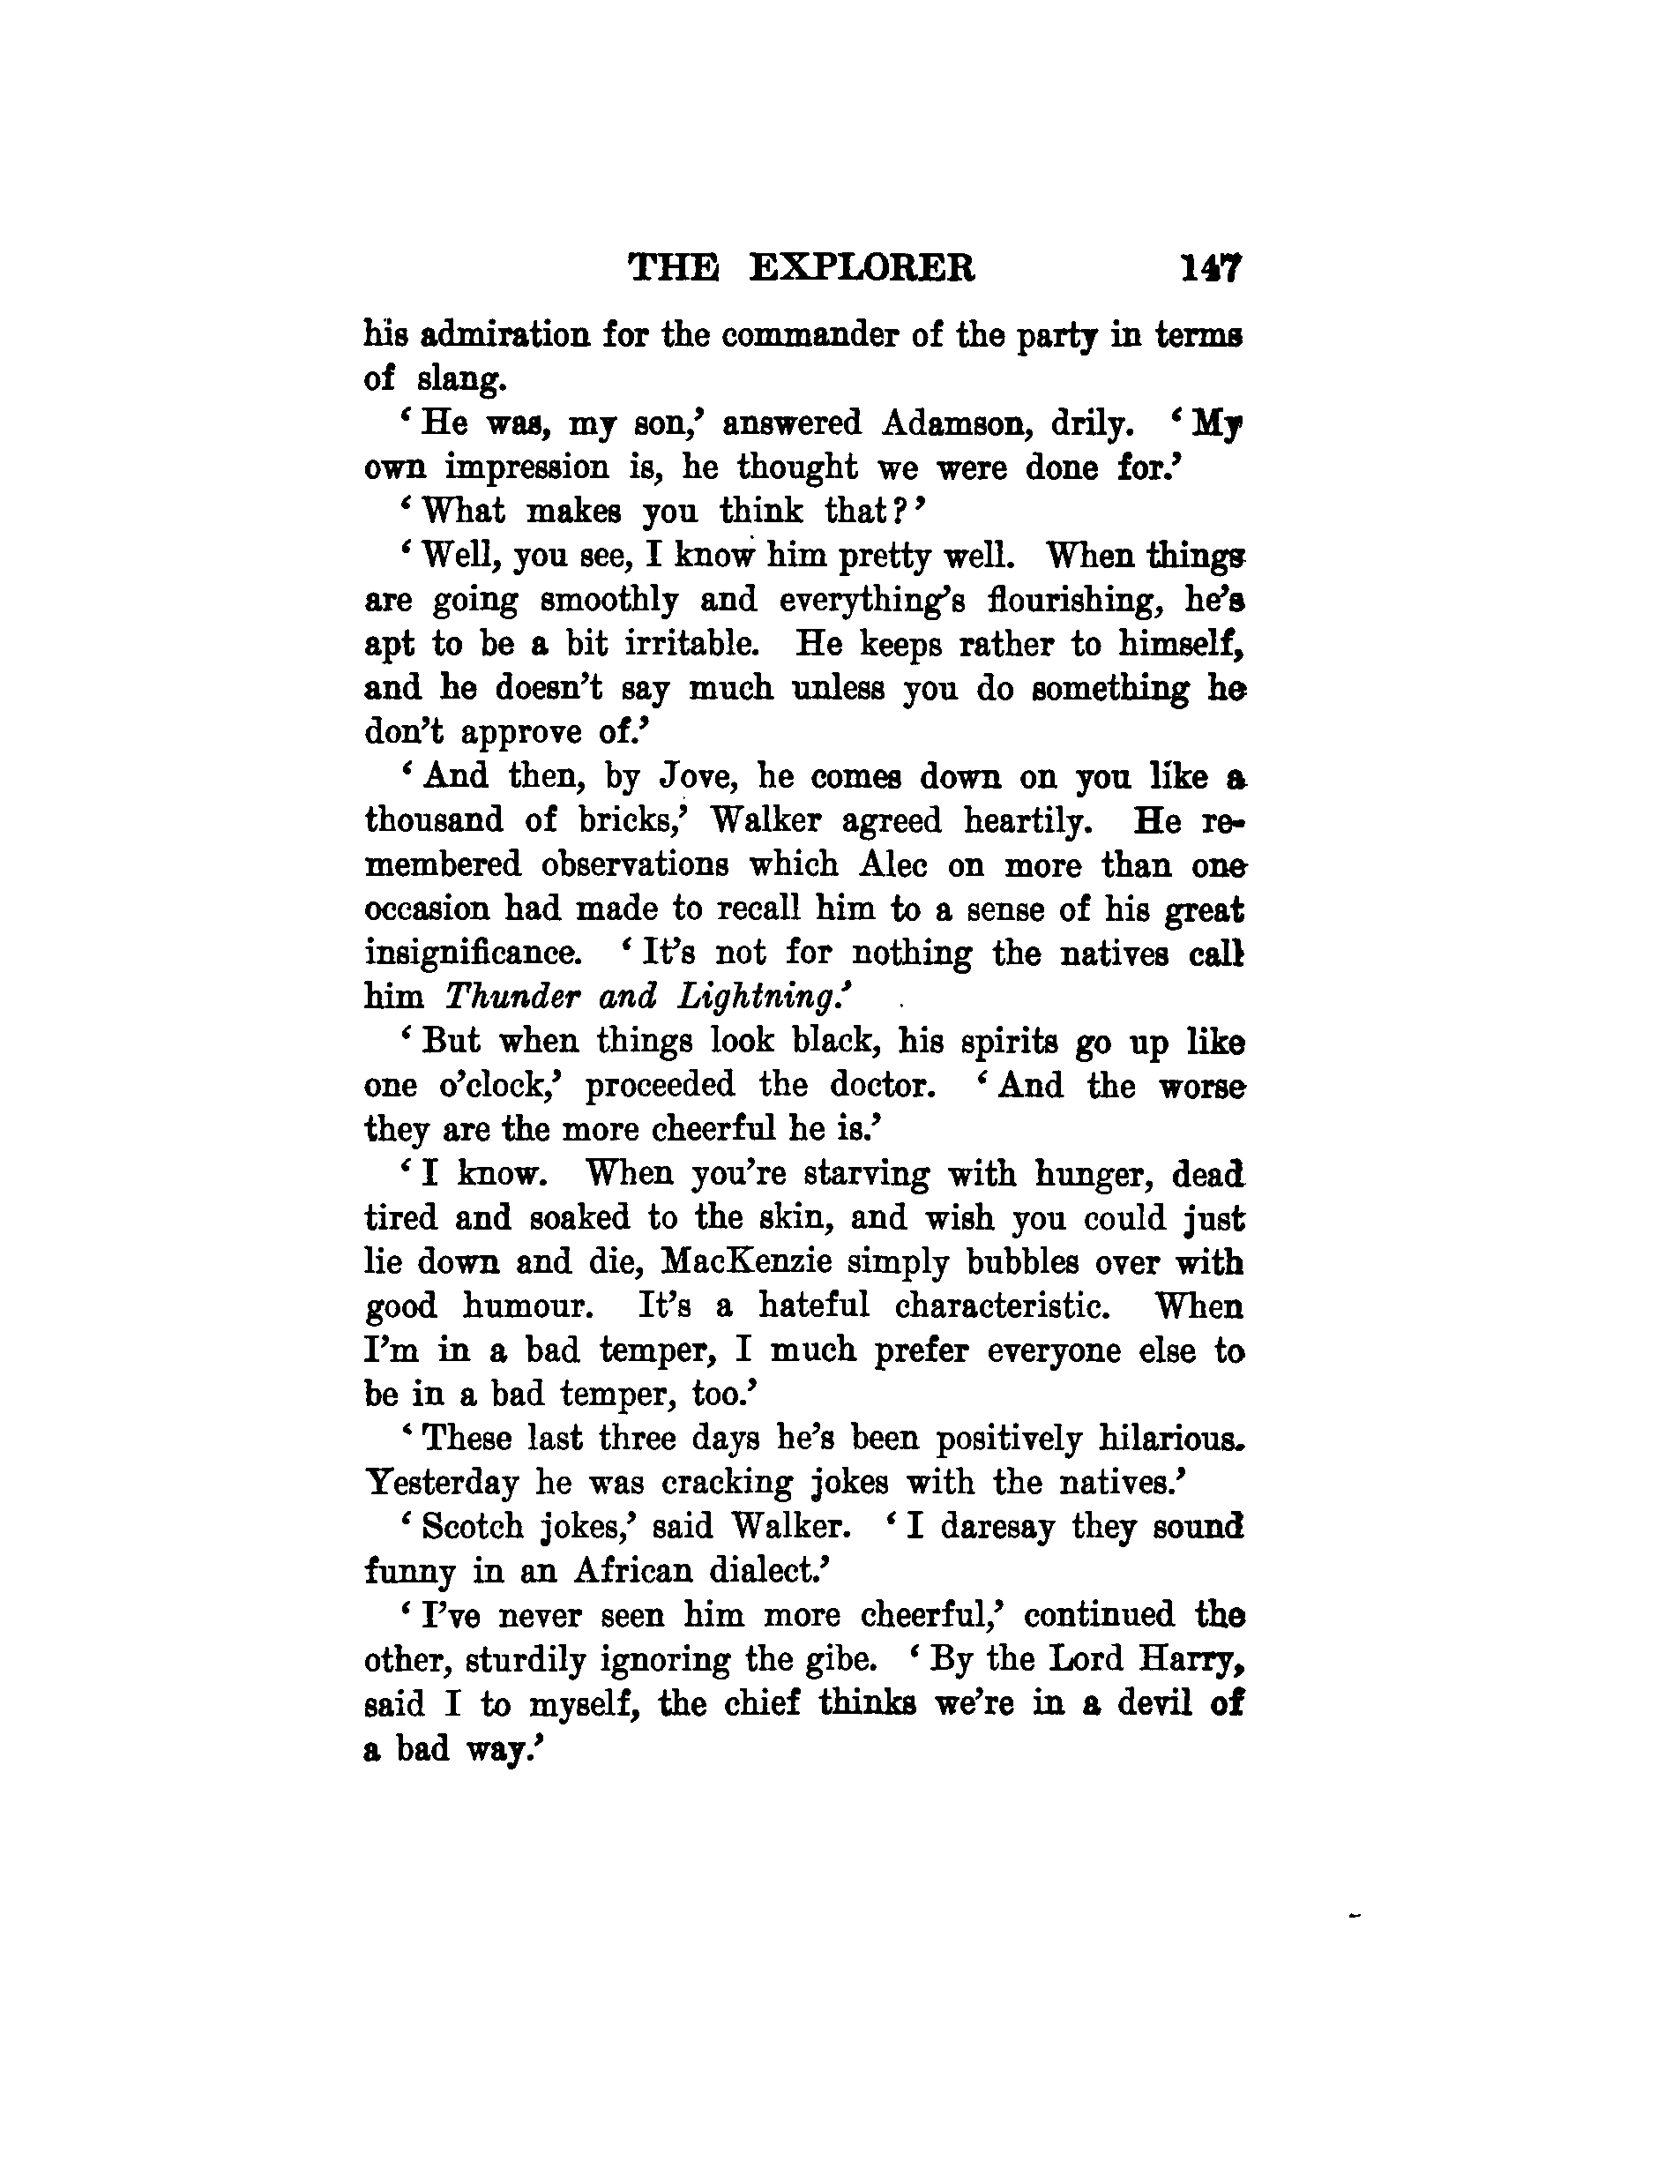 THE EXPLORER 147
his admiration for the commander of the party in terms
of slang.
‘He was, my son,’ answered Adamson, drily. ‘My
own impression is, he thought we were done for.’
‘What makes you think that?’
‘Well, you see, I know him pretty well. When things
are going smoothly and everything’s flourishing, he’s
apt to be a bit irritable. He keeps rather to himself,
and he doesn’t say much unless you do something he
don’t approve of.’
‘And then, by Jove, he comes down on you like a
thousand of bricks,’ Walker agreed heartily. He re-
membered observations which Alec on more than one
occasion had made to recall him to a sense of his great
insignificance. ‘It’s not for nothing the natives call
him Thunder and Lightning.’
‘But when things look black, his spirits go up like
one o’clock,’ proceeded the doctor. ‘And the worse
they are the more cheerful he is.’
‘I know. When you’re starving with hunger, dead
tired and soaked to the skin, and wish you could just
lie down and die, MacKenzie simply bubbles over with
good humour. It’s a hateful characteristic. When
I’m in a bad temper, I much prefer everyone else to
be in a bad temper, too.’
‘These last three days he’s been positively hilarious.
Yesterday he was cracking jokes with the natives.’
‘Scotch jokes,’ said Walker. ‘I daresay they sound
funny in an African dialect.’
‘I’ve never seen him more cheerful,’ continued the
other, sturdily ignoring the gibe. ‘By the Lord Harry,
said I to myself, the chief thinks we’re in a devil of
a bad way.’